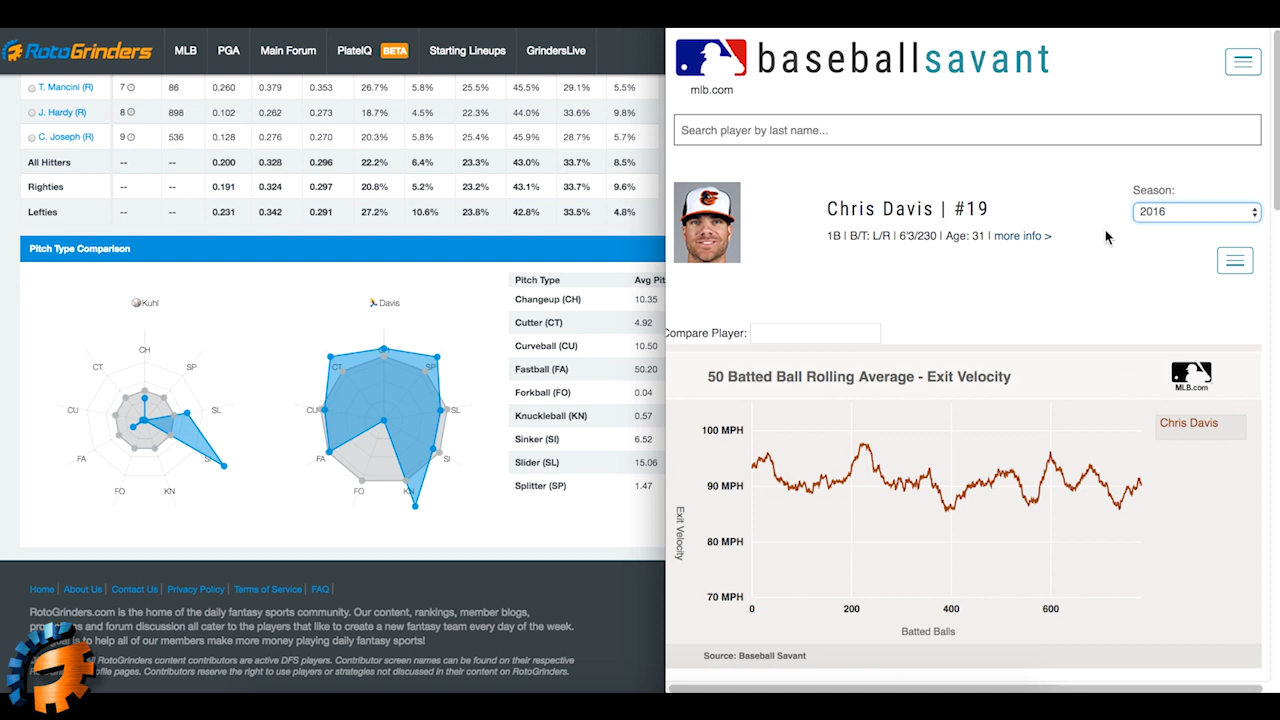 RotoGrinders
MLB PGA Main Forum PlateIQ BETA Starting Lineups GrindersLive
T. Mancini (R) 7 86 0.260 0.379 0.353 26.7% 5.8% 25.5% 45.5% 29.1% 5.5%
J. Hardy (R) 8 898 0.102 0.262 0.273 18.7% 4.5% 22.3% 44.0% 33.6% 9.8%
C. Joseph (R) 9 536 0.128 0.276 0.270 20.3% 5.8% 25.4% 45.9% 28.7% 5.7%
All Hitters -- -- 0.200 0.328 0.296 22.2% 6.4% 23.3% 43.0% 33.7% 8.5%
Righties -- -- 0.191 0.324 0.297 20.8% 5.2% 23.2% 43.1% 33.7% 9.6%
Lefties -- -- 0.231 0.342 0.291 27.2% 10.6% 23.8% 42.8% 33.5% 4.8%
Pitch Type Comparison
Kuhl
CH
SP
SL
SI
KN
FO
FA
CU
CT
Davis
CH
SP
SL
SI
KN
FO
FA
CU
CT
Pitch Type Avg Pit
Changeup (CH) 10.35
Cutter (CT) 4.92
Curveball (CU) 10.50
Fastball (FA) 50.20
Forkball (FO) 0.04
Knuckleball (KN) 0.57
Sinker (SI) 6.52
Slider (SL) 15.06
Splitter (SP) 1.47
Home | About Us | Contact Us | Privacy Policy | Terms of Service | FAQ |
RotoGrinders.com is the home of the daily fantasy sports community. Our content, rankings, member blogs,
and forum discussion all cater to the players that like to create a new fantasy team every day of the week.
is to help all of our members make more money playing daily fantasy sports!
all RotoGrinders content contributors are active DFS players. Contributor screen names can be found on their respective
profile pages. Contributors reserve the right to use players or strategies not discussed in their content on RotoGrinders.
mlb.com
baseballsavant
Search player by last name...
Chris Davis | #19
1B | B/T: L/R | 6'3/230 | Age: 31 | more info >
Season:
2016
Compare Player:
50 Batted Ball Rolling Average - Exit Velocity
MLB.com
Chris Davis
100 MPH
90 MPH
80 MPH
70 MPH
Exit Velocity
0 200 400 600
Batted Balls
Source: Baseball Savant